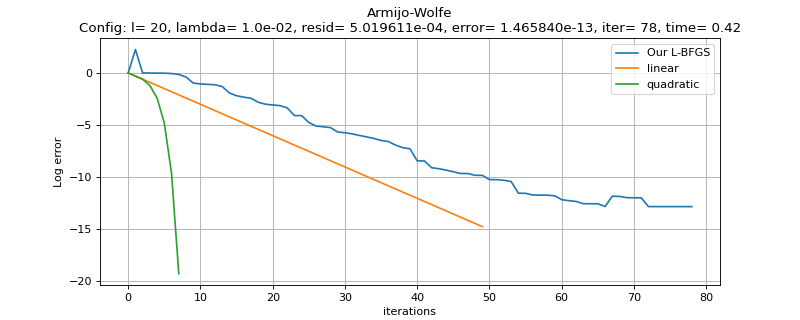 Armijo-Wolfe
Config: l= 20, lambda= 1.0e-02, resid= 5.019611e-04, error= 1.465840e-13, iter= 78, time= 0.42
Our L-BFGS
linear
quadratic
Log error
0
−5
−10
−15
−20
0 10 20 30 40 50 60 70 80
iterations